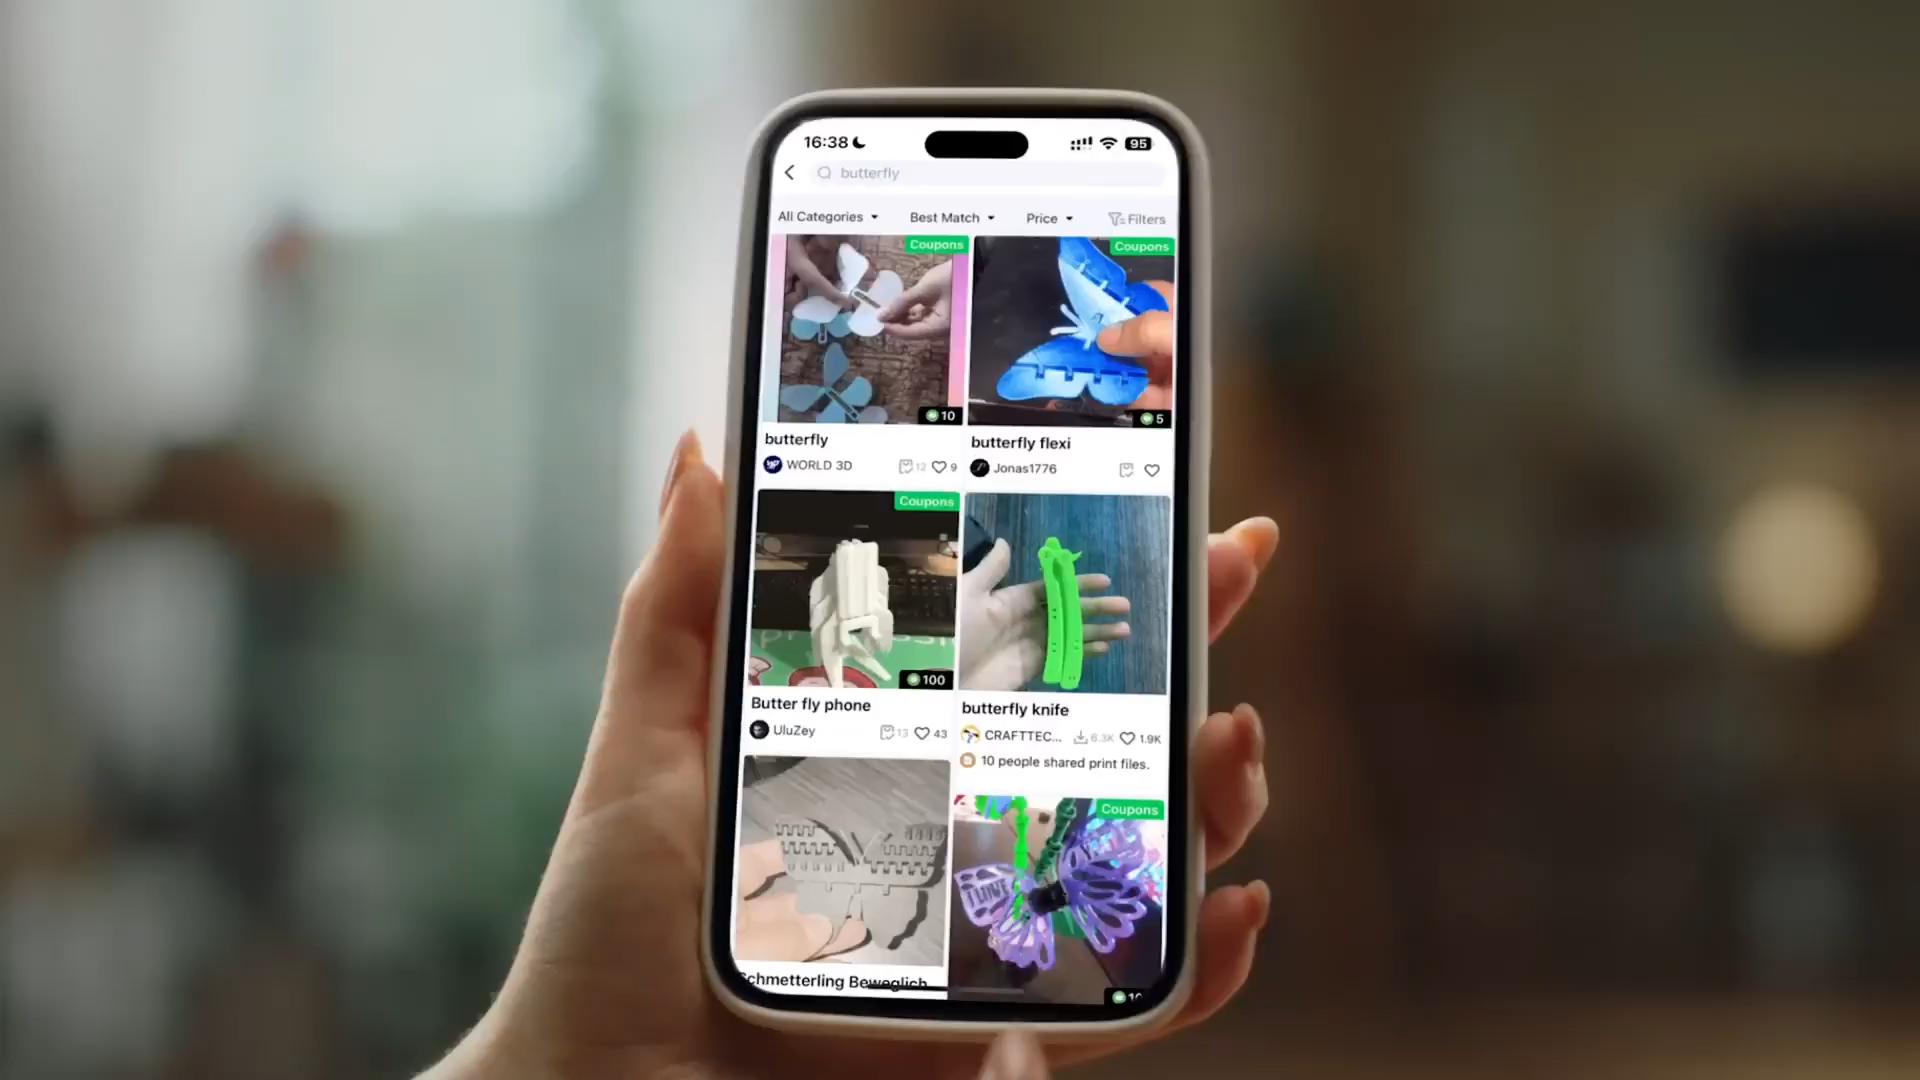 16:38
95
butterfly
All Categories
Best Match
Price
Filters
Coupons
Coupons
10
5
butterfly
butterfly flexi
WORLD 3D
12
9
Jonas1776
Coupons
100
Butter fly phone
butterfly knife
UluZey
13
43
CRAFTTEC...
6.3K
1.9K
10 people shared print files.
Coupons
I LOVE
Schmetterling Beweglich